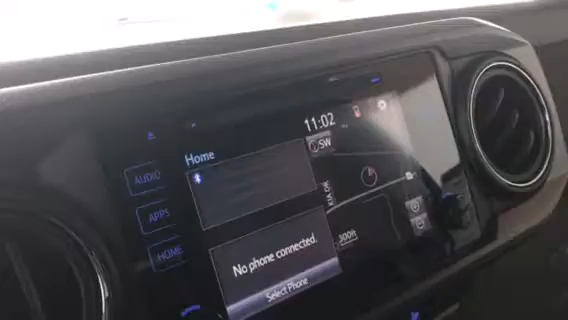 11:02
Home
/SW
AUDIO
APPS
HOME
No phone connected.
Select Phone
300ft